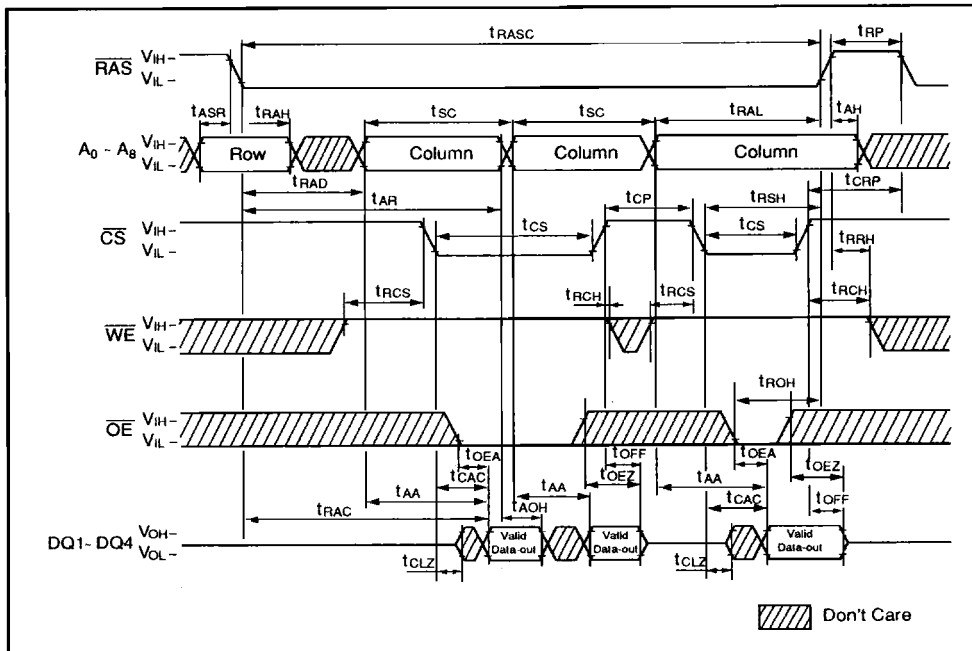 tRASC tRP
RAS VIH VIL
tASR tRAH tSC tSC tRAL tAH
A0 ~ A8 VIH VIL Row Column Column Column
tRAD tCRP
tAR tCP tRSH
CS VIH VIL tCS tCS
tRRH
tRCS tRCH tRCS tRCH
WE VIH VIL
tROH
OE VIH VIL
tOEA tOFF tOEA
tCAC tOEZ tAA tOEZ
tAA tAA tCAC
tRAC tAOH tOFF
DQ1~ DQ4 VOH VOL Valid Data-out Valid Data-out Valid Data-out
tCLZ tCLZ
Don't Care